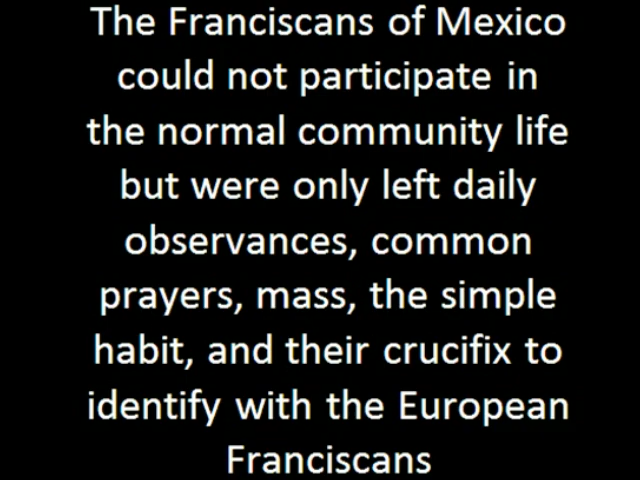 The Franciscans of Mexico
could not participate in
the normal community life
but were only left daily
observances, common
prayers, mass, the simple
habit, and their crucifix to
identify with the European
Franciscans